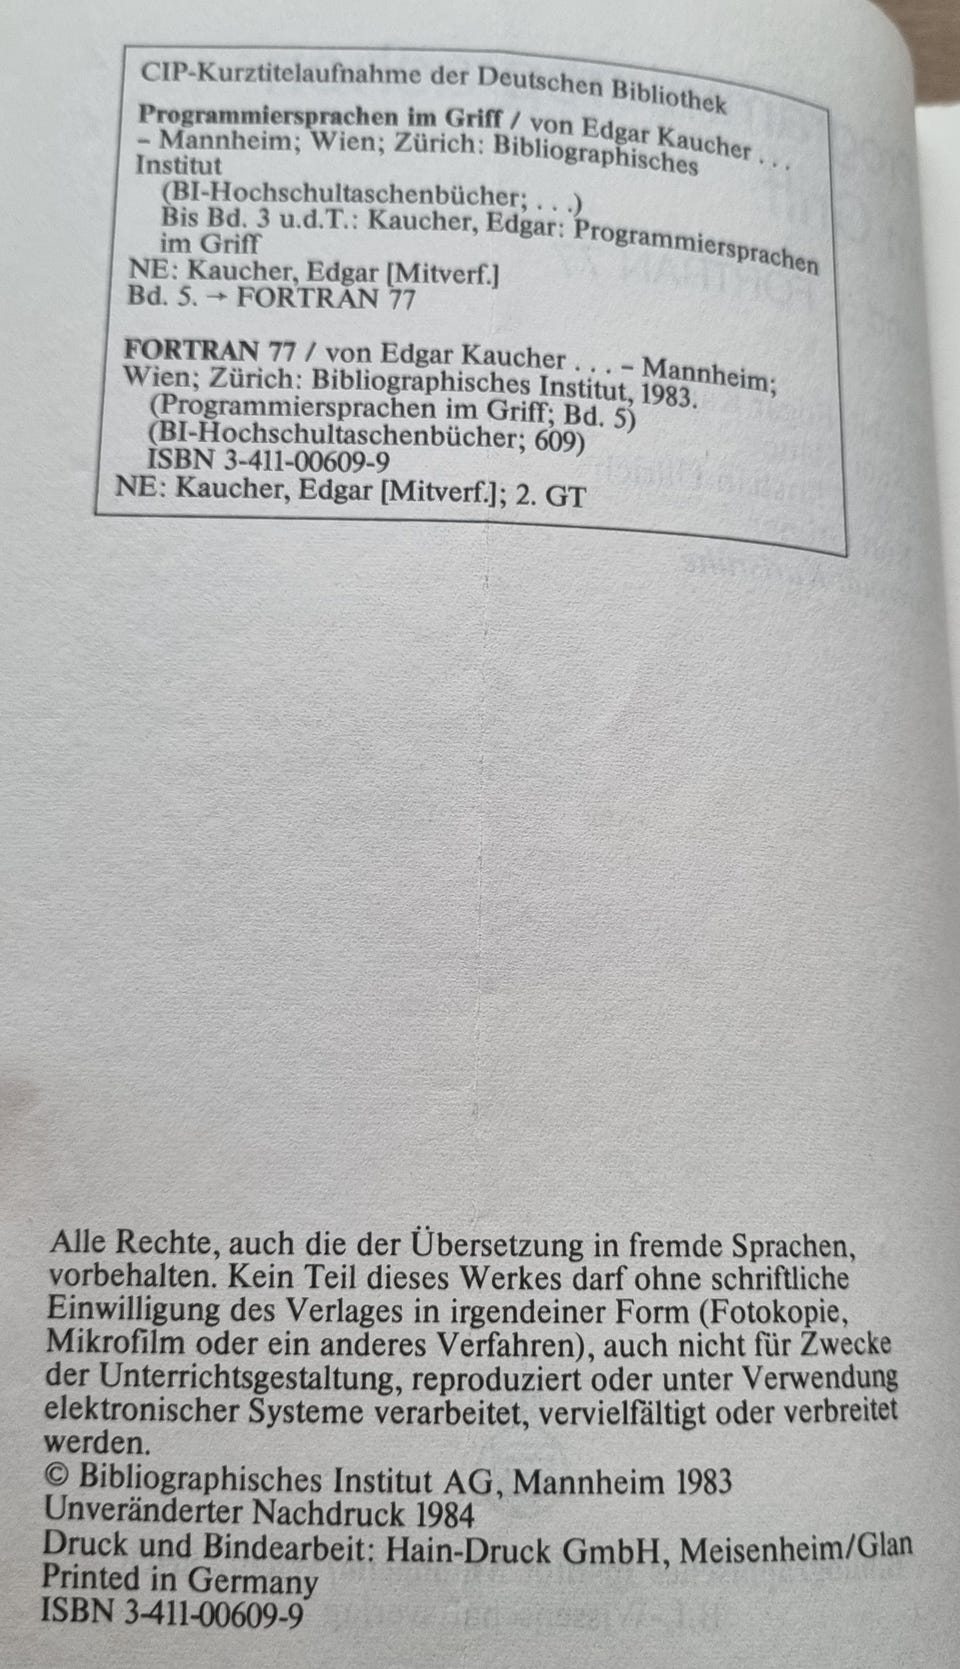 CIP-Kurztitelaufnahme der Deutschen Bibliothek
Programmiersprachen im Griff / von Edgar Kaucher . . .
– Mannheim; Wien; Zürich: Bibliographisches
Institut
(BI-Hochschultaschenbücher; . . .)
Bis Bd. 3 u.d.T.: Kaucher, Edgar: Programmiersprachen
im Griff
NE: Kaucher, Edgar [Mitverf.]
Bd. 5. → FORTRAN 77
FORTRAN 77 / von Edgar Kaucher . . . – Mannheim;
Wien; Zürich: Bibliographisches Institut, 1983.
(Programmiersprachen im Griff; Bd. 5)
(BI-Hochschultaschenbücher; 609)
ISBN 3-411-00609-9
NE: Kaucher, Edgar [Mitverf.]; 2. GT
Alle Rechte, auch die der Übersetzung in fremde Sprachen,
vorbehalten. Kein Teil dieses Werkes darf ohne schriftliche
Einwilligung des Verlages in irgendeiner Form (Fotokopie,
Mikrofilm oder ein anderes Verfahren), auch nicht für Zwecke
der Unterrichtsgestaltung, reproduziert oder unter Verwendung
elektronischer Systeme verarbeitet, vervielfältigt oder verbreitet
werden.
© Bibliographisches Institut AG, Mannheim 1983
Unveränderter Nachdruck 1984
Druck und Bindearbeit: Hain-Druck GmbH, Meisenheim/Glan
Printed in Germany
ISBN 3-411-00609-9